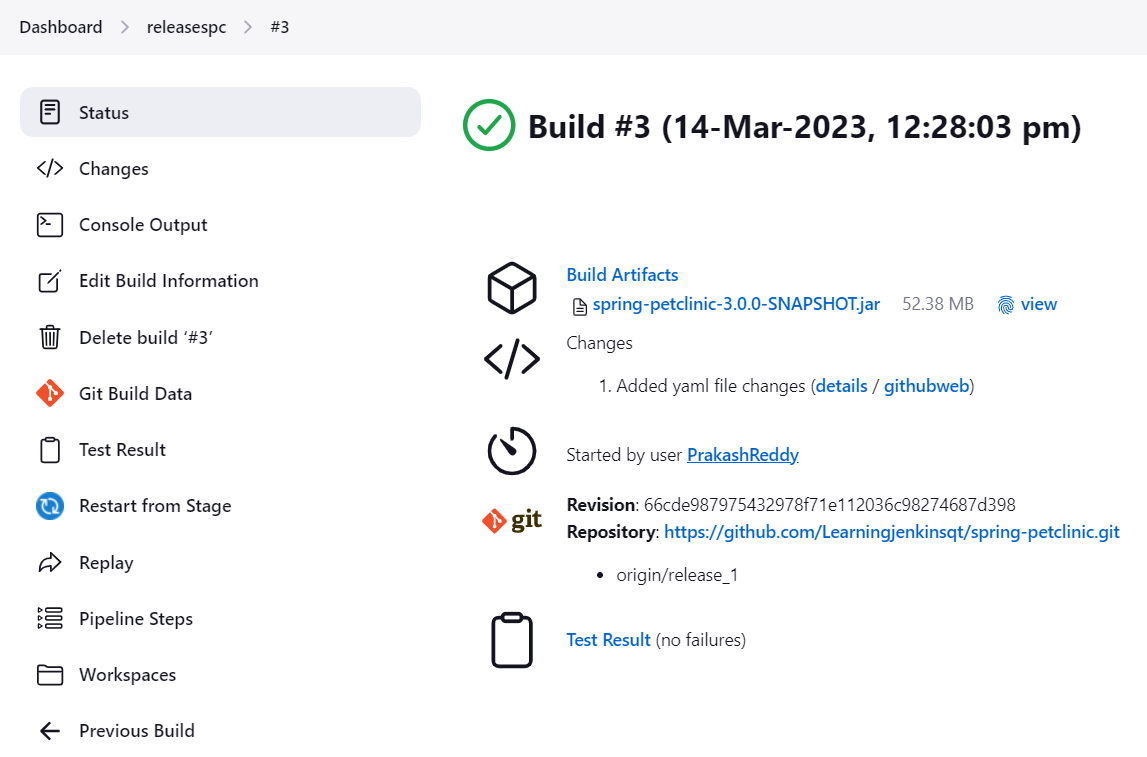 Dashboard > releasespc > #3
Status
Changes
Console Output
Edit Build Information
Delete build ‘#3’
Git Build Data
Test Result
Restart from Stage
Replay
Pipeline Steps
Workspaces
Previous Build
Build #3 (14-Mar-2023, 12:28:03 pm)
Build Artifacts
spring-petclinic-3.0.0-SNAPSHOT.jar 52.38 MB view
Changes
1. Added yaml file changes (details / githubweb)
Started by user PrakashReddy
git
Revision: 66cde987975432978f71e112036c98274687d398
Repository: https://github.com/Learningjenkinsqt/spring-petclinic.git
• origin/release_1
Test Result (no failures)